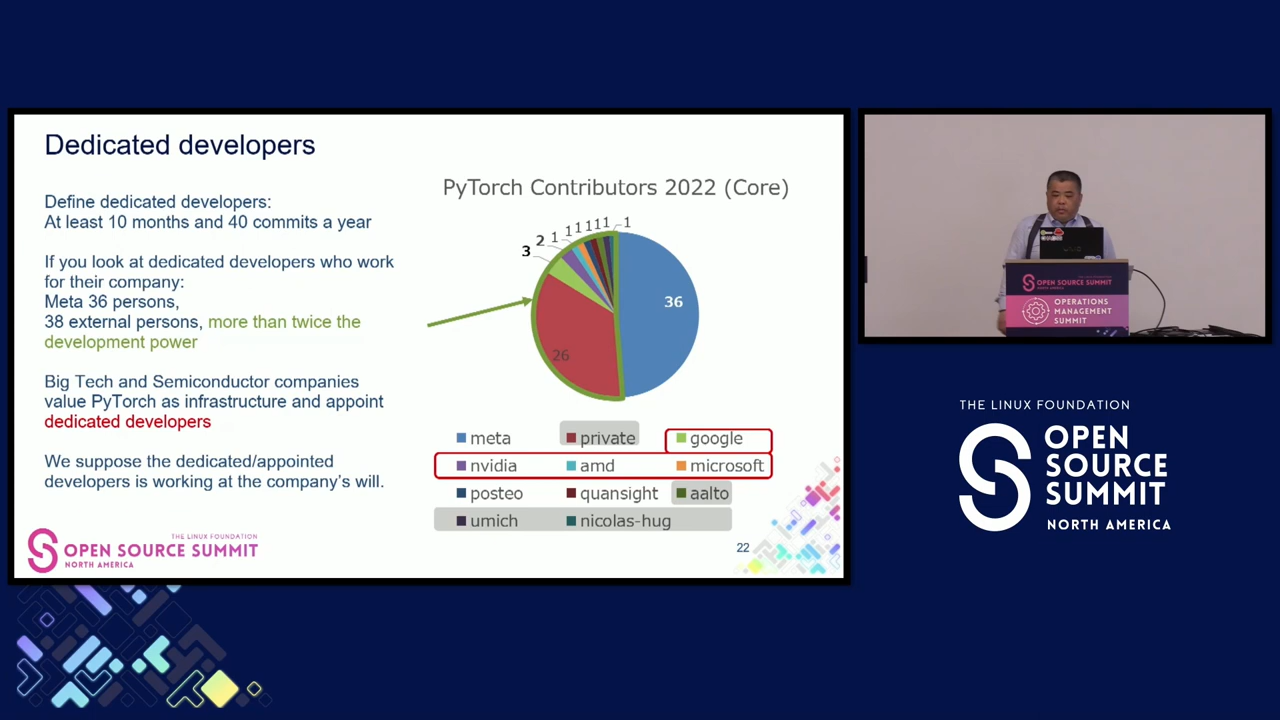 Dedicated developers
Define dedicated developers:
At least 10 months and 40 commits a year
If you look at dedicated developers who work
for their company:
Meta 36 persons,
38 external persons, more than twice the
development power
Big Tech and Semiconductor companies
value PyTorch as infrastructure and appoint
dedicated developers
We suppose the dedicated/appointed
developers is working at the company's will.
THE LINUX FOUNDATION
OPEN SOURCE SUMMIT
NORTH AMERICA
PyTorch Contributors 2022 (Core)
3 2 1 1 1 1 1 1 1
36
26
meta private google
nvidia amd microsoft
posteo quansight aalto
umich nicolas-hug
22
OPEN SOURCE SUMMIT
NORTH AMERICA
OPERATIONS
MANAGEMENT
SUMMIT
THE LINUX FOUNDATION
OPEN
SOURCE
SUMMIT
NORTH AMERICA